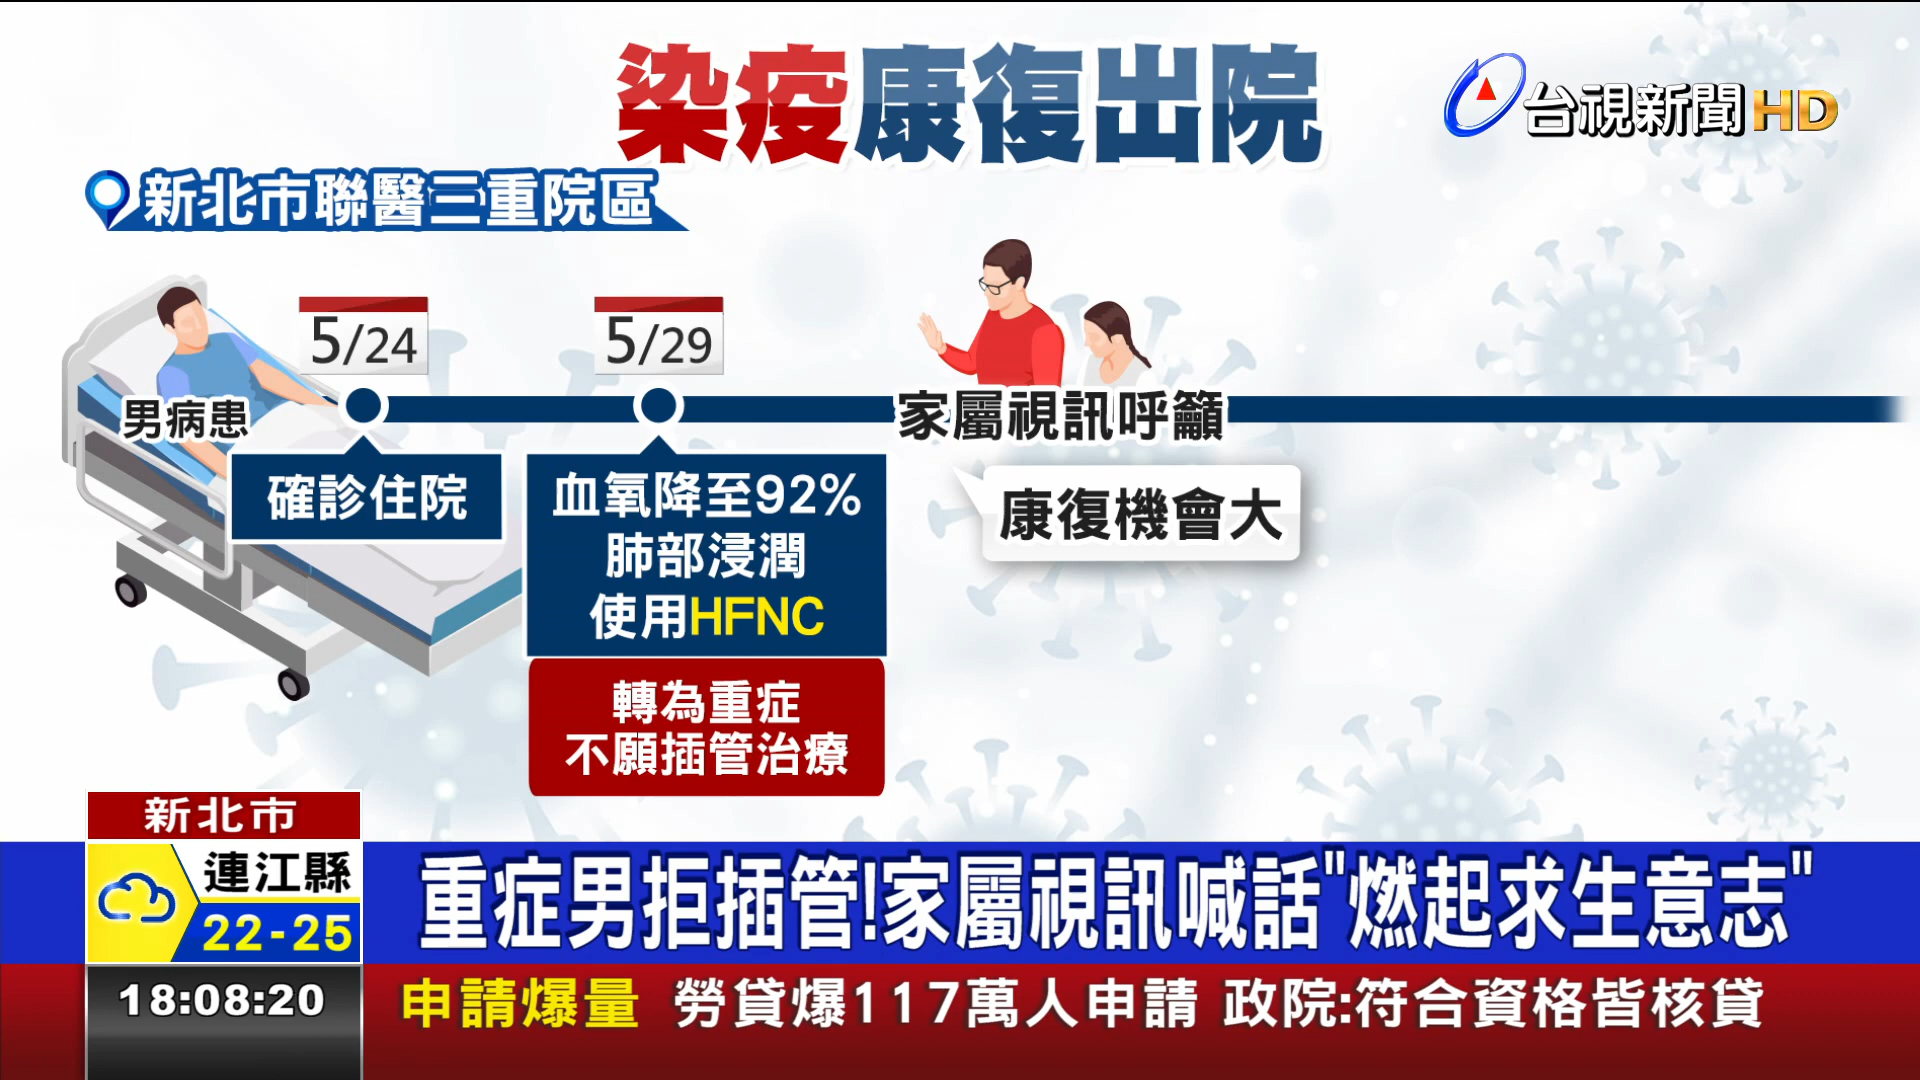 染疫康復出院
台視新聞HD
新北市聯醫三重院區
5/24
5/29
男病患
家屬視訊呼籲
確診住院
血氧降至92%
肺部浸潤
使用HFNC
康復機會大
轉為重症
不願插管治療
新北市
連江縣
22-25
重症男拒插管!家屬視訊喊話"燃起求生意志"
18:08:20
申請爆量 勞貸爆117萬人申請 政院:符合資格皆核貸